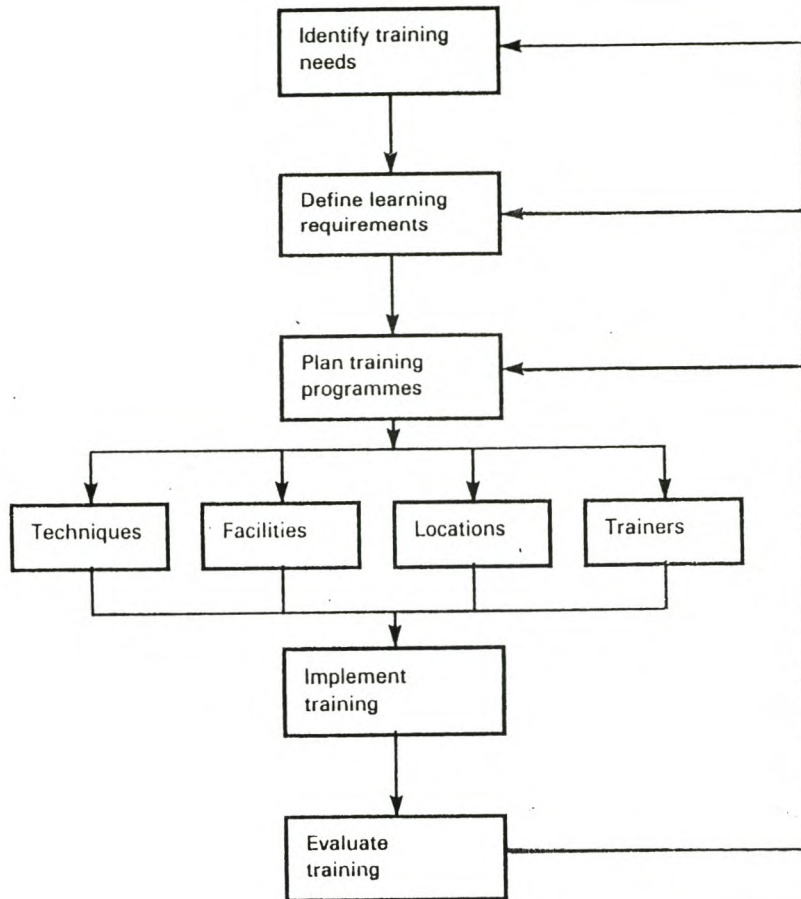 Identify training
needs
Define learning
requirements
Plan training
programmes
Techniques
Facilities
Locations
Trainers
Implement
training
Evaluate
training